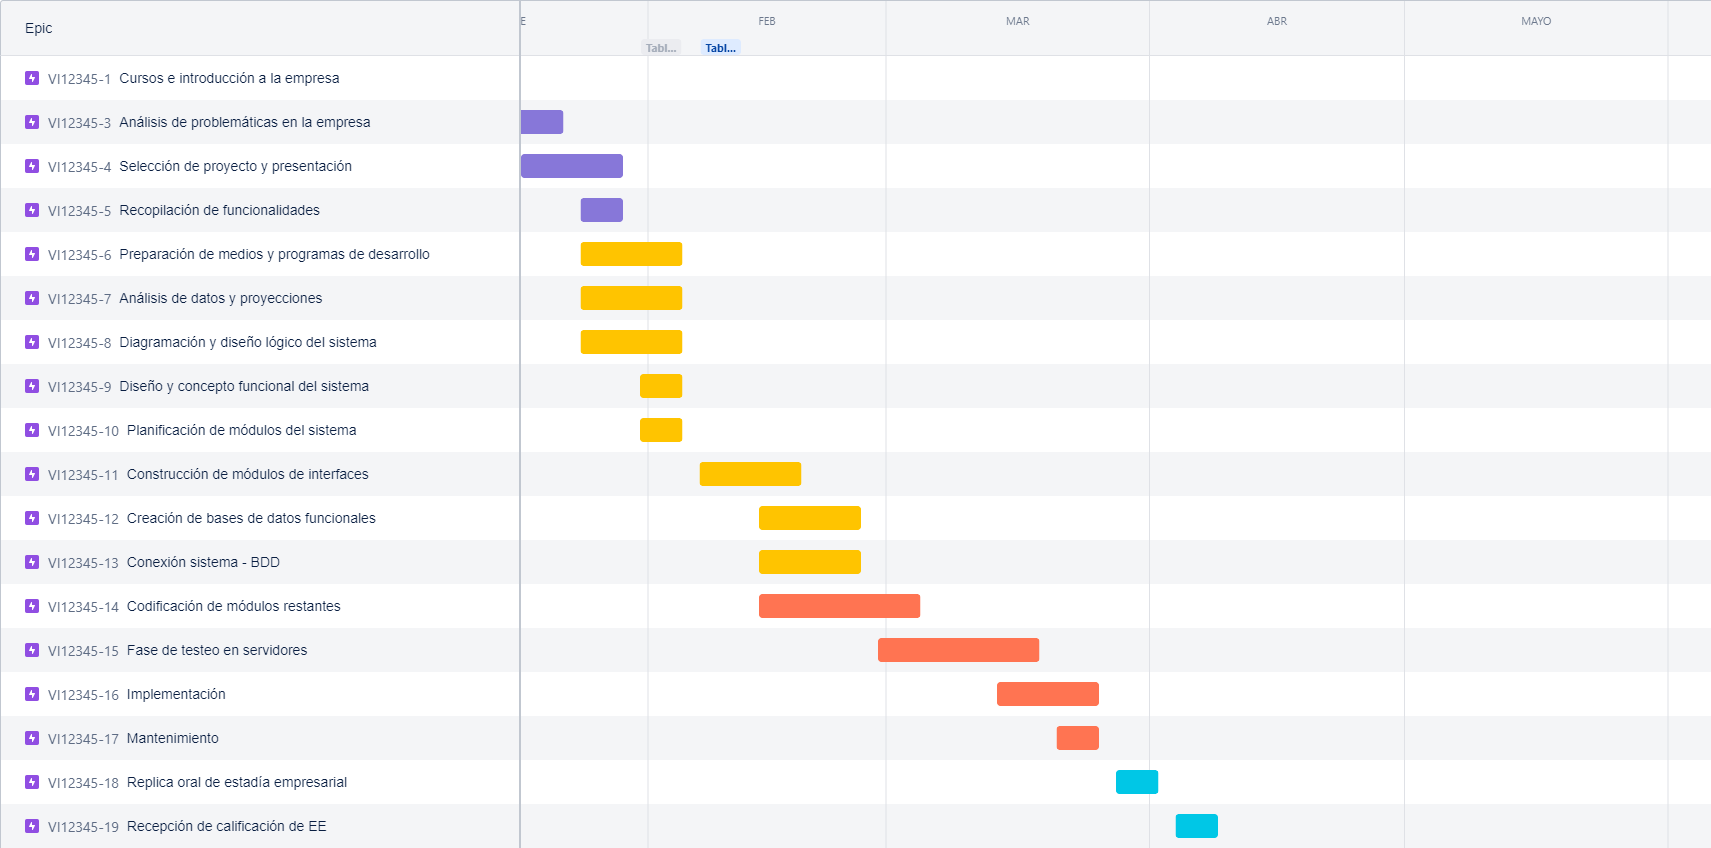 Epic
E FEB MAR ABR MAYO
Tabl... Tabl...
VI12345-1 Cursos e introducción a la empresa
VI12345-3 Análisis de problemáticas en la empresa
VI12345-4 Selección de proyecto y presentación
VI12345-5 Recopilación de funcionalidades
VI12345-6 Preparación de medios y programas de desarrollo
VI12345-7 Análisis de datos y proyecciones
VI12345-8 Diagramación y diseño lógico del sistema
VI12345-9 Diseño y concepto funcional del sistema
VI12345-10 Planificación de módulos del sistema
VI12345-11 Construcción de módulos de interfaces
VI12345-12 Creación de bases de datos funcionales
VI12345-13 Conexión sistema - BDD
VI12345-14 Codificación de módulos restantes
VI12345-15 Fase de testeo en servidores
VI12345-16 Implementación
VI12345-17 Mantenimiento
VI12345-18 Replica oral de estadía empresarial
VI12345-19 Recepción de calificación de EE